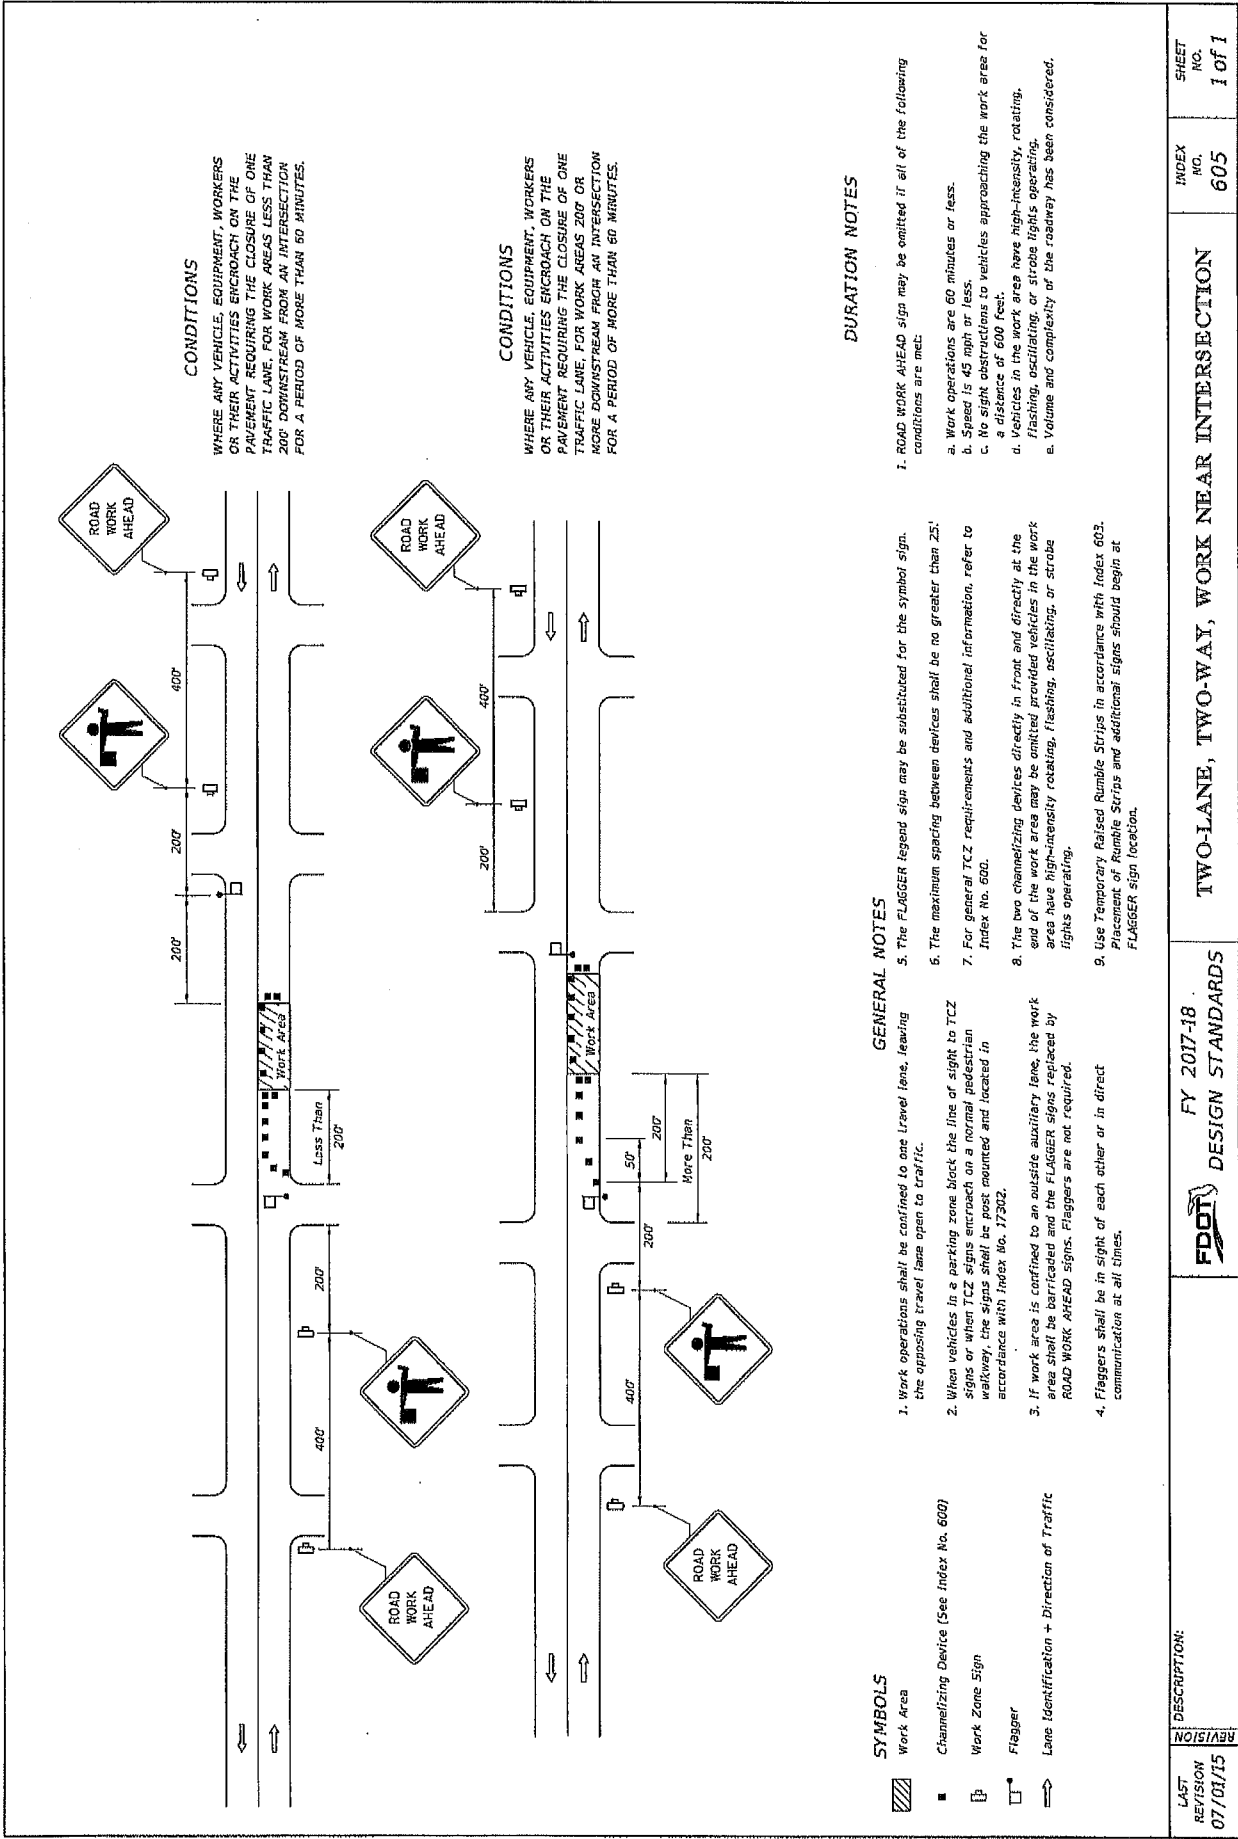 CONDITIONS
WHERE ANY VEHICLE, EQUIPMENT, WORKERS
OR THEIR ACTIVITIES ENCROACH ON THE
PAVEMENT REQUIRING THE CLOSURE OF ONE
TRAFFIC LANE, FOR WORK AREAS LESS THAN
200' DOWNSTREAM FROM AN INTERSECTION
FOR A PERIOD OF MORE THAN 60 MINUTES.
ROAD
WORK
AHEAD
400'
200'
200'
Work Area
Less Than
200'
200'
400'
ROAD
WORK
AHEAD
CONDITIONS
WHERE ANY VEHICLE, EQUIPMENT, WORKERS
OR THEIR ACTIVITIES ENCROACH ON THE
PAVEMENT REQUIRING THE CLOSURE OF ONE
TRAFFIC LANE, FOR WORK AREAS 200' OR
MORE DOWNSTREAM FROM AN INTERSECTION
FOR A PERIOD OF MORE THAN 60 MINUTES.
ROAD
WORK
AHEAD
400'
200'
Work Area
50'
200'
More Than
200'
200'
400'
ROAD
WORK
AHEAD
SYMBOLS
Work Area
Channelizing Device (See Index No. 600)
Work Zone Sign
Flagger
Lane Identification + Direction of Traffic
GENERAL NOTES
1. Work operations shall be confined to one travel lane, leaving
the opposing travel lane open to traffic.
2. When vehicles in a parking zone block the line of sight to TCZ
signs or when TCZ signs encroach on a normal pedestrian
walkway, the signs shall be post mounted and located in
accordance with Index No. 17302.
3. If work area is confined to an outside auxiliary lane, the work
area shall be barricaded and the FLAGGER signs replaced by
ROAD WORK AHEAD signs. Flaggers are not required.
4. Flaggers shall be in sight of each other or in direct
communication at all times.
5. The FLAGGER legend sign may be substituted for the symbol sign.
6. The maximum spacing between devices shall be no greater than 25'.
7. For general TCZ requirements and additional information, refer to
Index No. 600.
8. The two channelizing devices directly in front and directly at the
end of the work area may be omitted provided vehicles in the work
area have high-intensity rotating, flashing, oscillating, or strobe
lights operating.
9. Use Temporary Raised Rumble Strips in accordance with Index 603.
Placement of Rumble Strips and additional signs should begin at
FLAGGER sign location.
DURATION NOTES
1. ROAD WORK AHEAD sign may be omitted if all of the following
conditions are met:
a. Work operations are 60 minutes or less.
b. Speed is 45 mph or less.
c. No sight obstructions to vehicles approaching the work area for
a distance of 600 feet.
d. Vehicles in the work area have high-intensity, rotating,
flashing, oscillating, or strobe lights operating.
e. Volume and complexity of the roadway has been considered.
LAST
REVISION
07/01/15
REVISION
DESCRIPTION:
FDOT
FY 2017-18
DESIGN STANDARDS
TWO-LANE, TWO-WAY, WORK NEAR INTERSECTION
INDEX
NO.
605
SHEET
NO.
1 of 1